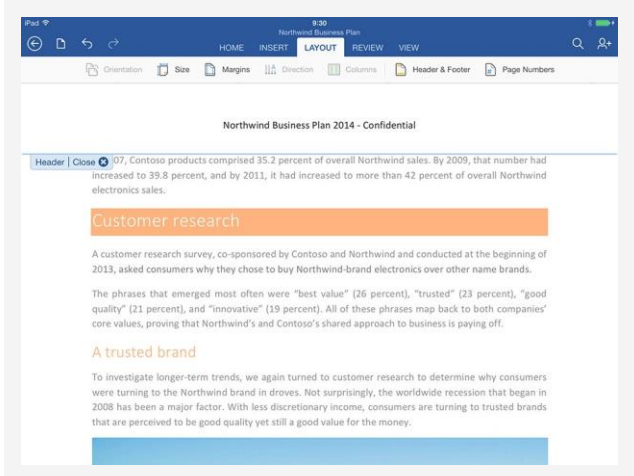 iPad 9:30
Northwind Business Plan
HOME INSERT LAYOUT REVIEW VIEW
Orientation Size Margins Direction Columns Header & Footer Page Numbers
Northwind Business Plan 2014 - Confidential
Header | Close 07, Contoso products comprised 35.2 percent of overall Northwind sales. By 2009, that number had
increased to 39.8 percent, and by 2011, it had increased to more than 42 percent of overall Northwind
electronics sales.
Customer research
A customer research survey, co-sponsored by Contoso and Northwind and conducted at the beginning of
2013, asked consumers why they chose to buy Northwind-brand electronics over other name brands.
The phrases that emerged most often were “best value” (26 percent), “trusted” (23 percent), “good
quality” (21 percent), and “innovative” (19 percent). All of these phrases map back to both companies’
core values, proving that Northwind’s and Contoso’s shared approach to business is paying off.
A trusted brand
To investigate longer-term trends, we again turned to customer research to determine why consumers
were turning to the Northwind brand in droves. Not surprisingly, the worldwide recession that began in
2008 has been a major factor. With less discretionary income, consumers are turning to trusted brands
that are perceived to be good quality yet still a good value for the money.